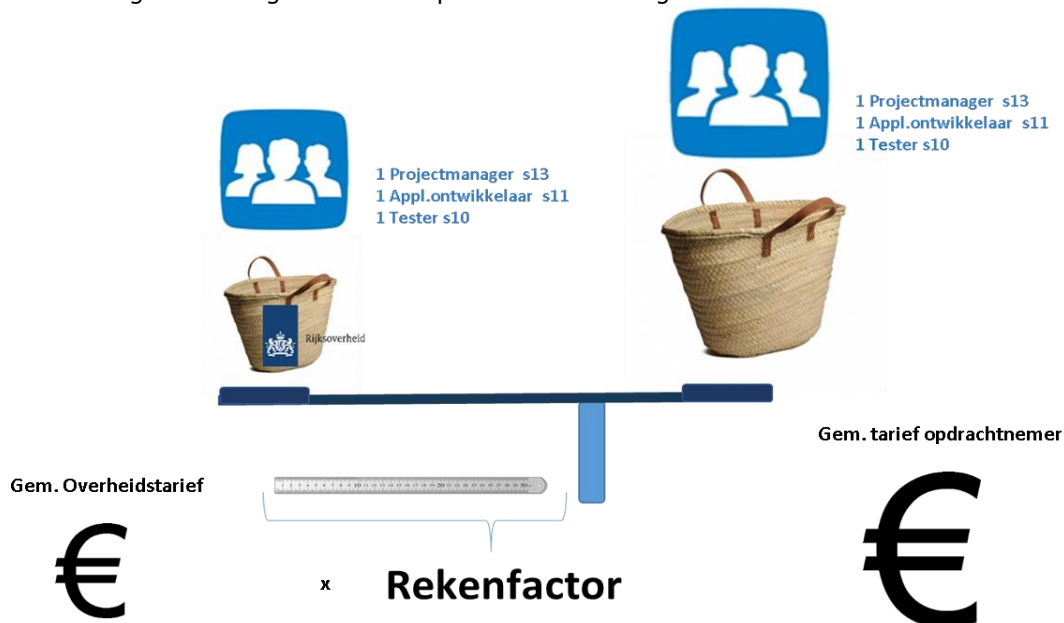 1 Projectmanager s13
1 Appl.ontwikkelaar s11
1 Tester s10
1 Projectmanager s13
1 Appl.ontwikkelaar s11
1 Tester s10
Rijksoverheid
Gem. tarief opdrachtnemer
Gem. Overheidstarief
€
x
Rekenfactor
€